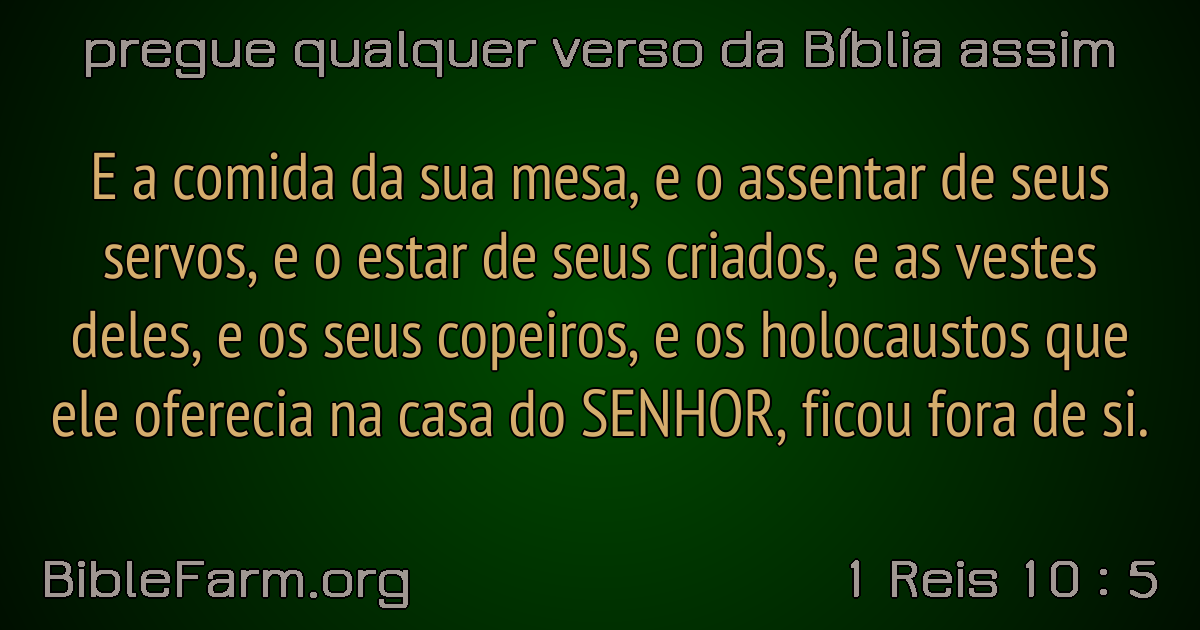 pregue qualquer verso da Bíblia assim
E a comida da sua mesa, e o assentar de seus
servos, e o estar de seus criados, e as vestes
deles, e os seus copeiros, e os holocaustos que
ele oferecia na casa do SENHOR, ficou fora de si.
BibleFarm.org
1 Reis 10 : 5